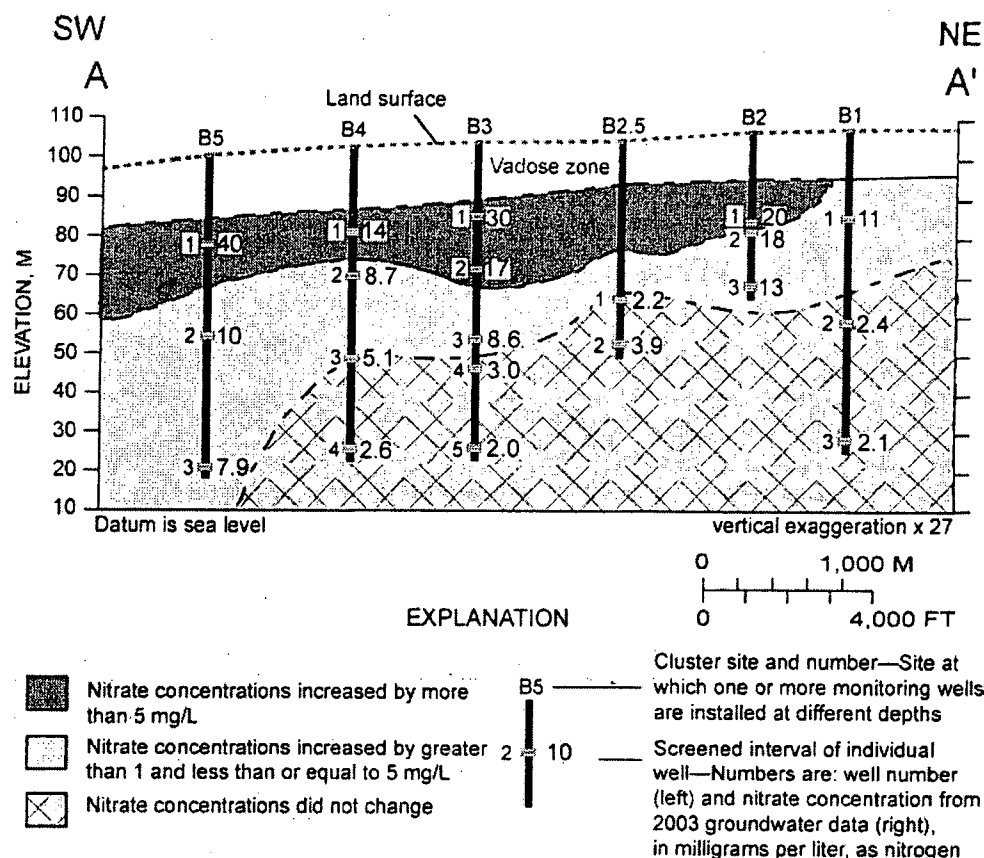 SW
NE
A
A'
Land surface
110
100
90
80
70
60
50
40
30
20
10
ELEVATION, M
B5
B4
B3
B2.5
B2
B1
Vadose zone
1 40
2 10
3 7.9
1 14
2 8.7
3 5.1
4 2.6
1 30
2 17
3 8.6
4 3.0
5 2.0
1 2.2
2 3.9
1 20
2 18
3 13
1 11
2 2.4
3 2.1
Datum is sea level
vertical exaggeration x 27
0 1,000 M
0 4,000 FT
EXPLANATION
Nitrate concentrations increased by more
than 5 mg/L
Nitrate concentrations increased by greater
than 1 and less than or equal to 5 mg/L
Nitrate concentrations did not change
B5
2 10
Cluster site and number—Site at
which one or more monitoring wells
are installed at different depths
Screened interval of individual
well—Numbers are: well number
(left) and nitrate concentration from
2003 groundwater data (right),
in milligrams per liter, as nitrogen